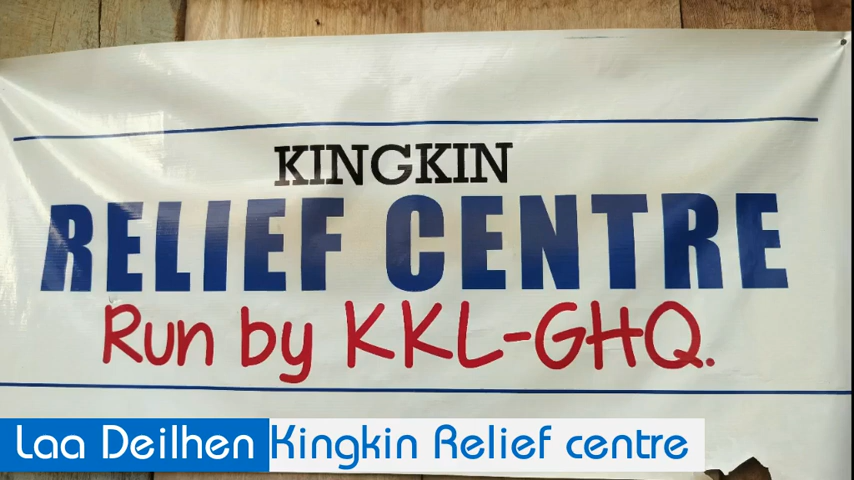 KINGKIN
RELIEF CENTRE
Run by KKL-GHQ.
Laa Deilhen Kingkin Relief centre